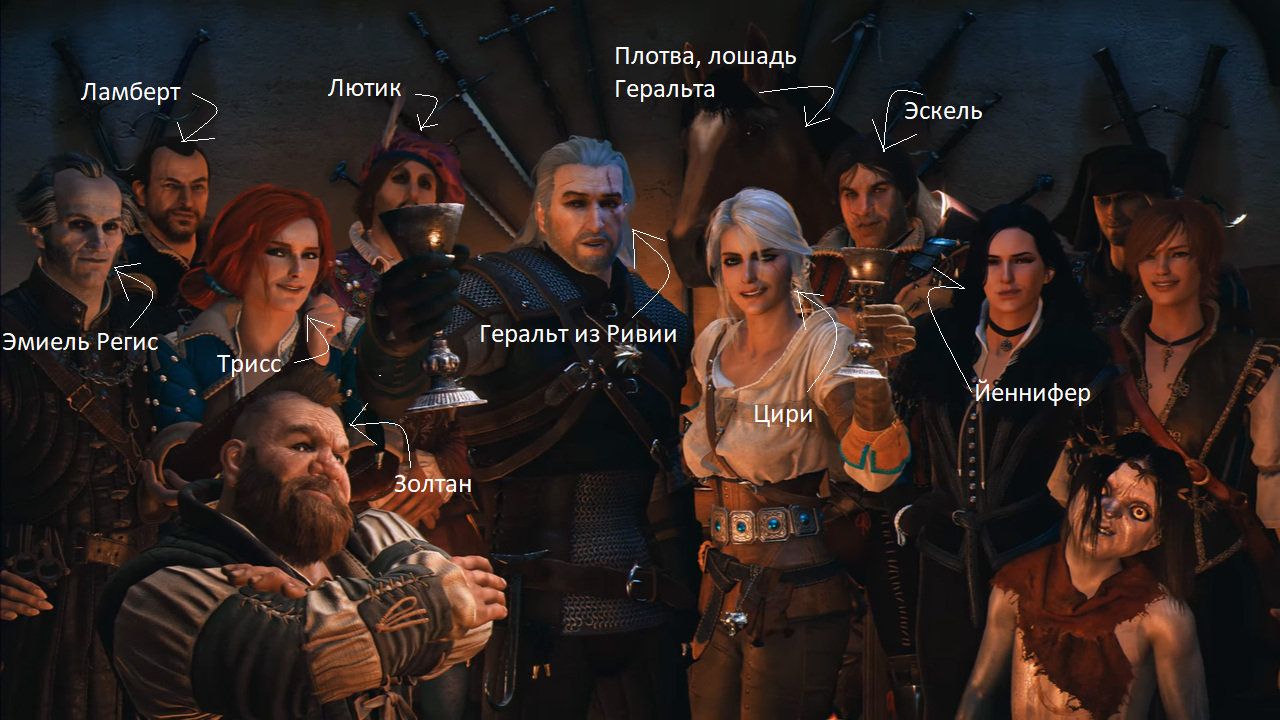 Плотва, лошадь
Геральта
Ламберт
Лютик
Эскель
Эмиель Регис
Трисс
Геральт из Ривии
Цири
Йеннифер
Золтан